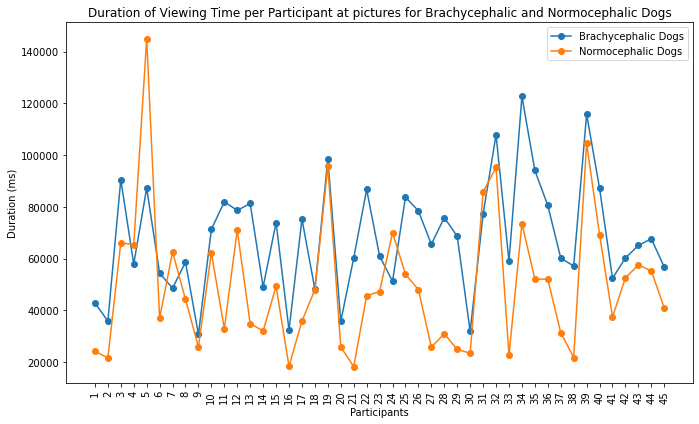 Duration of Viewing Time per Participant at pictures for Brachycephalic and Normocephalic Dogs
Brachycephalic Dogs
Normocephalic Dogs
Duration (ms)
140000
120000
100000
80000
60000
40000
20000
1 2 3 4 5 6 7 8 9 10 11 12 13 14 15 16 17 18 19 20 21 22 23 24 25 26 27 28 29 30 31 32 33 34 35 36 37 38 39 40 41 42 43 44 45
Participants